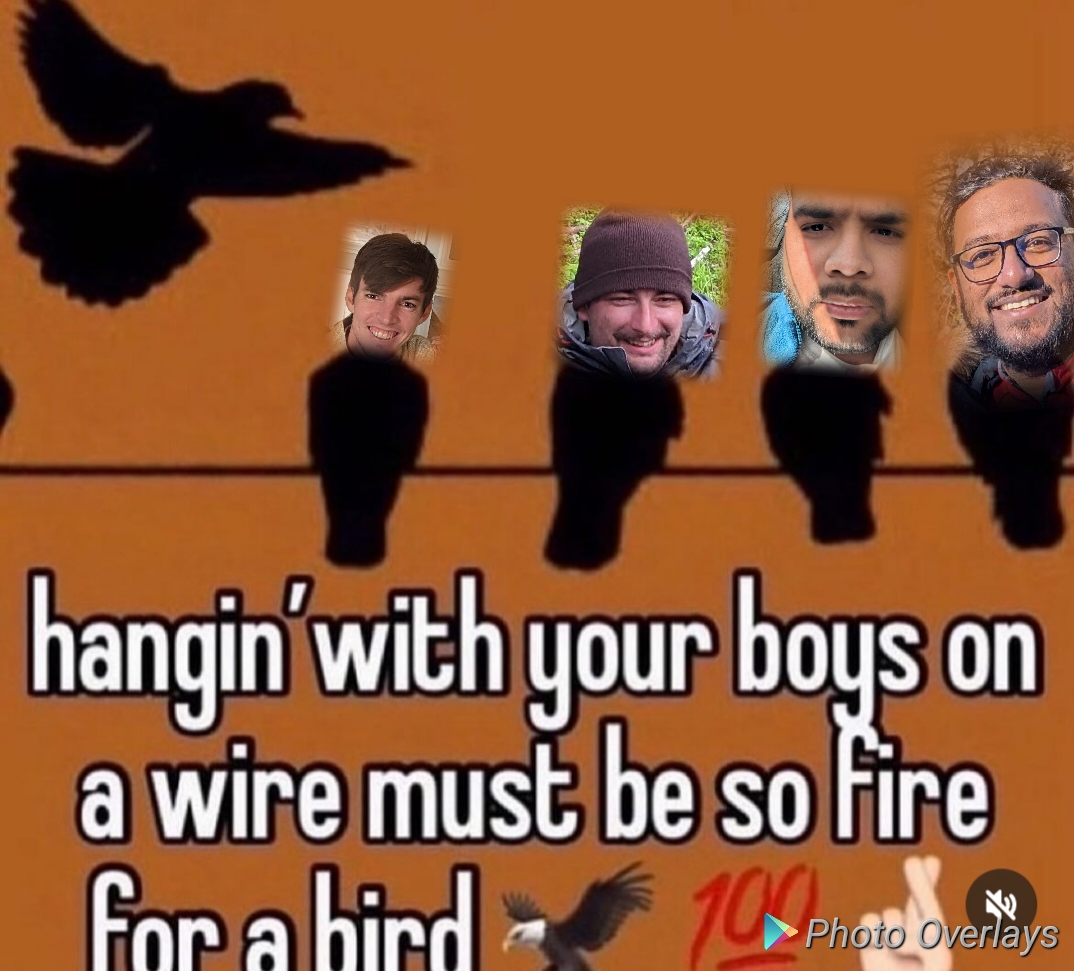 hangin' with your boys on
a wire must be so fire
for a bird 🦅 💯 🤞🏻
Photo Overlays